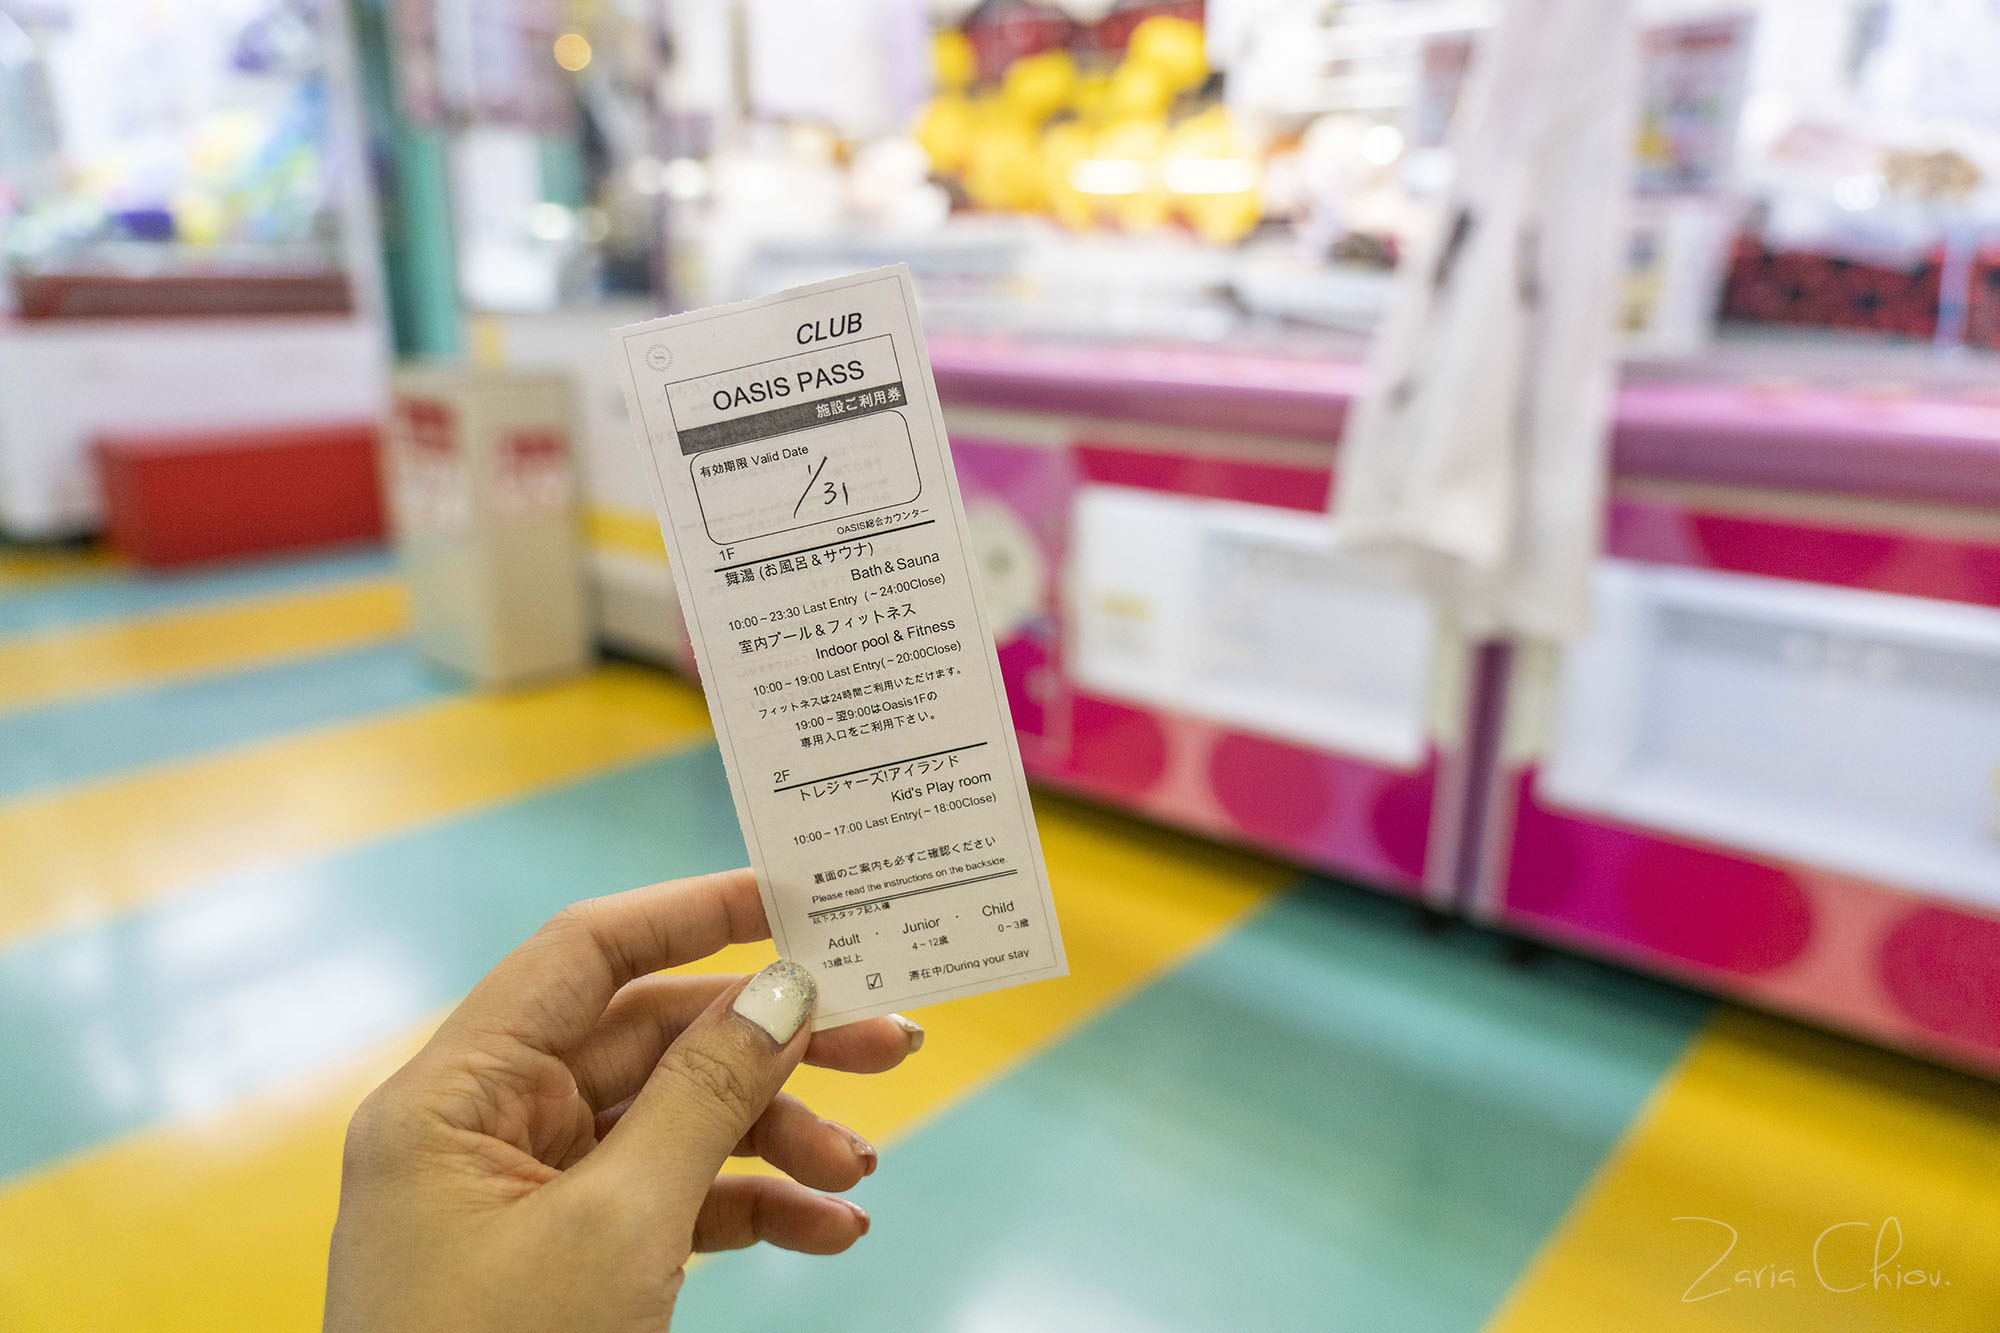 CLUB
S
OASIS PASS
施設ご利用券
有効期限 Valid Date
1/31
OASIS総合カウンター
1F
舞湯 (お風呂&サウナ)
Bath & Sauna
10:00~23:30 Last Entry (~24:00Close)
室内プール&フィットネス
Indoor pool & Fitness
10:00~19:00 Last Entry(~20:00Close)
フィットネスは24時間ご利用いただけます。
19:00~翌9:00はOasis1Fの
専用入口をご利用下さい。
2F
トレジャーズ!アイランド
Kid's Play room
10:00~17:00 Last Entry(~18:00Close)
裏面のご案内も必ずご確認ください
Please read the instructions on the backside.
以下スタッフ記入欄
Adult ・ Junior ・ Child
13歳以上 4~12歳 0~3歳
☑ 滞在中/During your stay
Zaria Chiou.